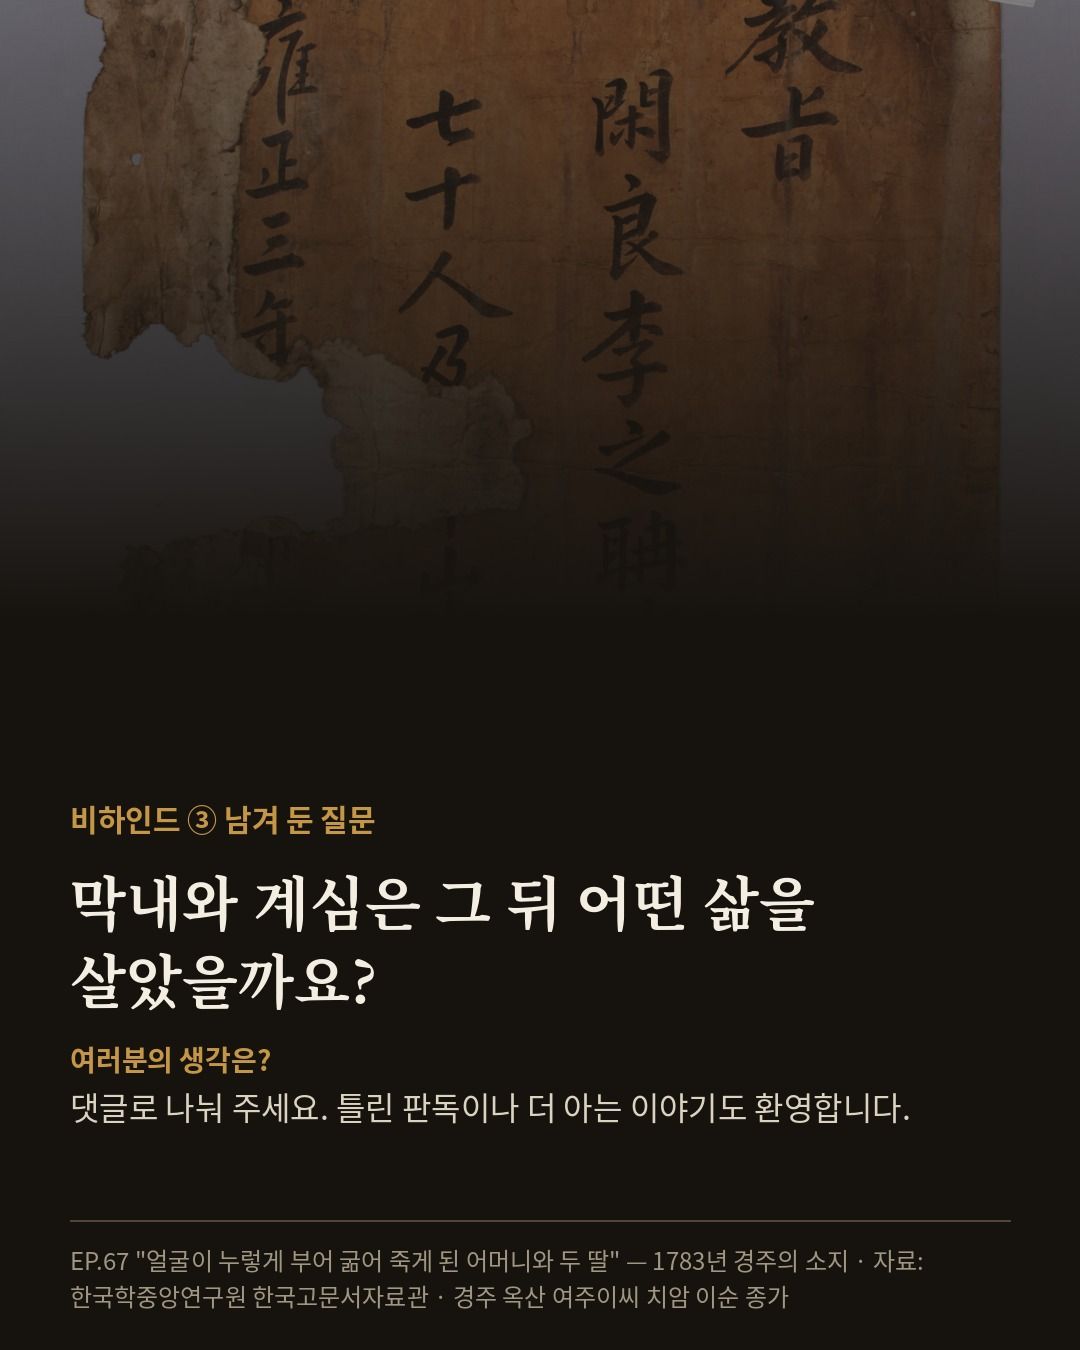 教旨
閑良李之聃
七十人乃
雍正三年
비하인드 ③ 남겨 둔 질문
막내와 계심은 그 뒤 어떤 삶을
살았을까요?
여러분의 생각은?
댓글로 나눠 주세요. 틀린 판독이나 더 아는 이야기도 환영합니다.
EP.67 "얼굴이 누렇게 부어 굶어 죽게 된 어머니와 두 딸" — 1783년 경주의 소지 · 자료:
한국학중앙연구원 한국고문서자료관 · 경주 옥산 여주이씨 치암 이순 종가